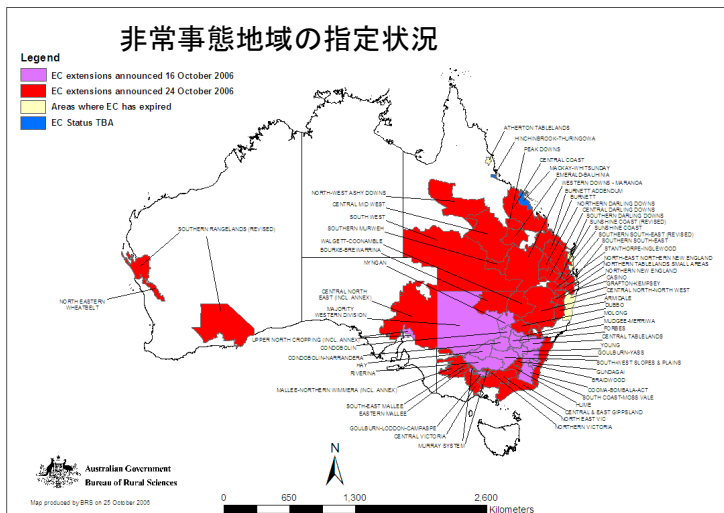 非常事態地域の指定状況
Legend
EC extensions announced 16 October 2006
EC extensions announced 24 October 2006
Areas where EC has expired
EC Status TBA
ATHERTON TABLELANDS
HINCHINBROOK-THURINGOWA
PEAK DOWNS
CENTRAL COAST
MACKAY-WHITSUNDAY
EMERALD-BAUHINIA
WESTERN DOWNS - MARANOA
BURNETT ADDENDUM
BURNETT
NORTHERN DARLING DOWNS
CENTRAL DARLING DOWNS
SOUTHERN DARLING DOWNS
SUNSHINE COAST (REVISED)
SUNSHINE COAST
SOUTHERN SOUTH-EAST (REVISED)
SOUTHERN SOUTH-EAST
STANTHORPE-INGLEWOOD
NORTH-EAST NORTHERN NEW ENGLAND
NORTHERN TABLELANDS SMALL AREAS
NORTHERN NEW ENGLAND
CASINO
GRAFTON-KEMPSEY
CENTRAL NORTH-NORTH WEST
ARMIDALE
DUBBO
MOLONG
MUDGEE-MERRIWA
FORBES
CENTRAL TABLELANDS
YOUNG
GOULBURN-YASS
SOUTH-WEST SLOPES & PLAINS
GUNDAGAI
BRAIDWOOD
COOMA-BOMBALA-ACT
SOUTH COAST-MOSS VALE
HUME
CENTRAL & EAST GIPPSLAND
NORTH EAST VIC
NORTHERN VICTORIA
NORTH-WEST ASHY DOWNS
CENTRAL MID WEST
SOUTH WEST
SOUTHERN MURWEH
WALGETT-COONAMBLE
BOURKE-BREWARRINA
NYNGAN
SOUTHERN RANGELANDS (REVISED)
NORTH EASTERN
WHEATBELT
CENTRAL NORTH
EAST (INCL. ANNEX)
MAJORITY
WESTERN DIVISION
UPPER NORTH CROPPING (INCL. ANNEX)
CONDOBOLIN
CONDOBOLIN-NARRANDERA
HAY
RIVERINA
MALLEE-NORTHERN WIMMERA (INCL. ANNEX)
SOUTH-EAST MALLEE
EASTERN MALLEE
GOULBURN-LODDON-CAMPASPE
CENTRAL VICTORIA
MURRAY SYSTEM
N
Australian Government
Bureau of Rural Sciences
Map produced by BRS on 25 October 2006
0 650 1,300 2,600
Kilometers